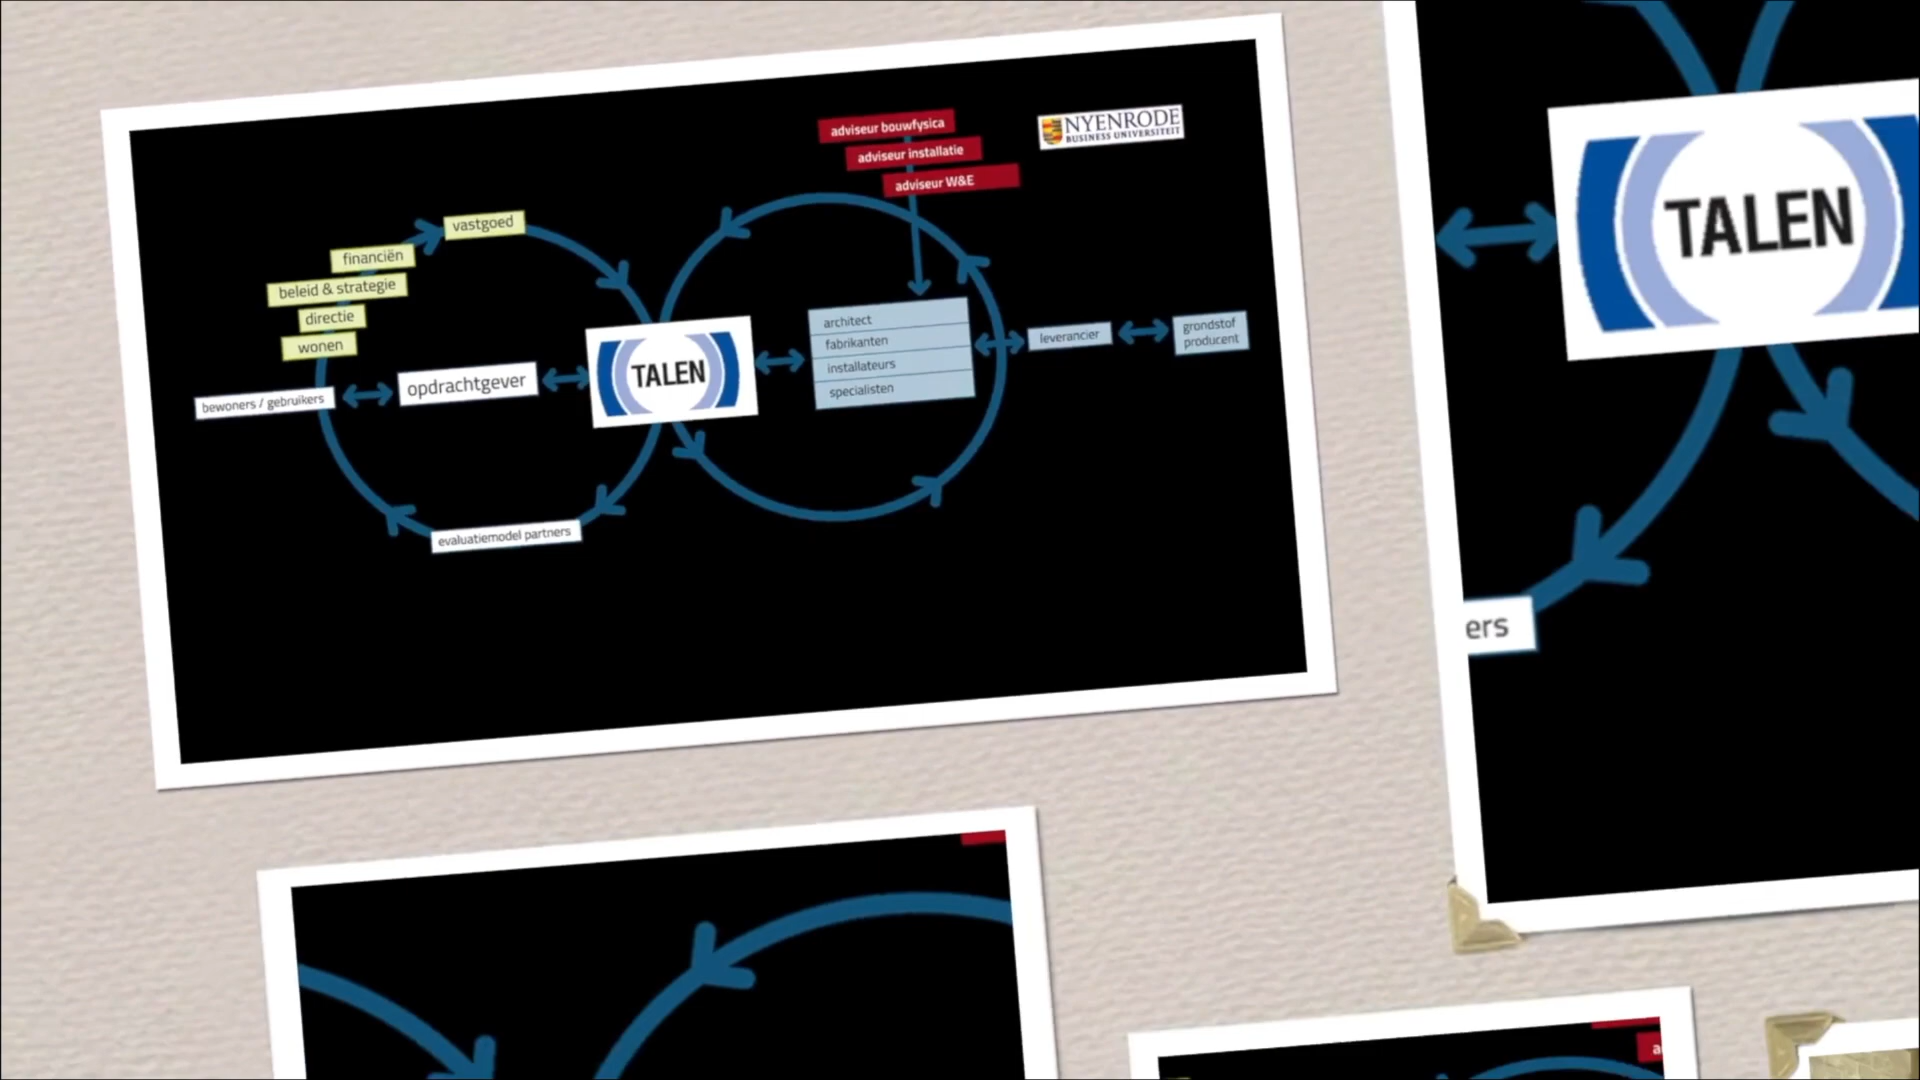 adviseur bouwfysica
adviseur installatie
adviseur W&E
NYENRODE
BUSINESS UNIVERSITEIT
vastgoed
financiën
beleid & strategie
directie
wonen
bewoners / gebruikers
opdrachtgever
TALEN
architect
fabrikanten
installateurs
specialisten
leverancier
grondstof
producent
evaluatiemodel partners
TALEN
ers
a